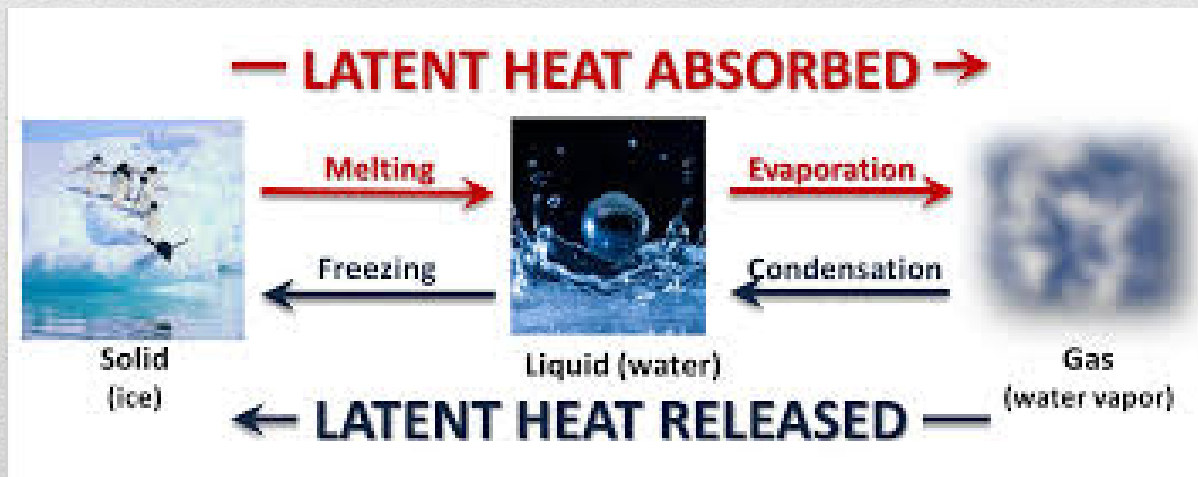 LATENT HEAT ABSORBED
Melting
Evaporation
Freezing
Condensation
Solid
(ice)
Liquid (water)
Gas
(water vapor)
LATENT HEAT RELEASED